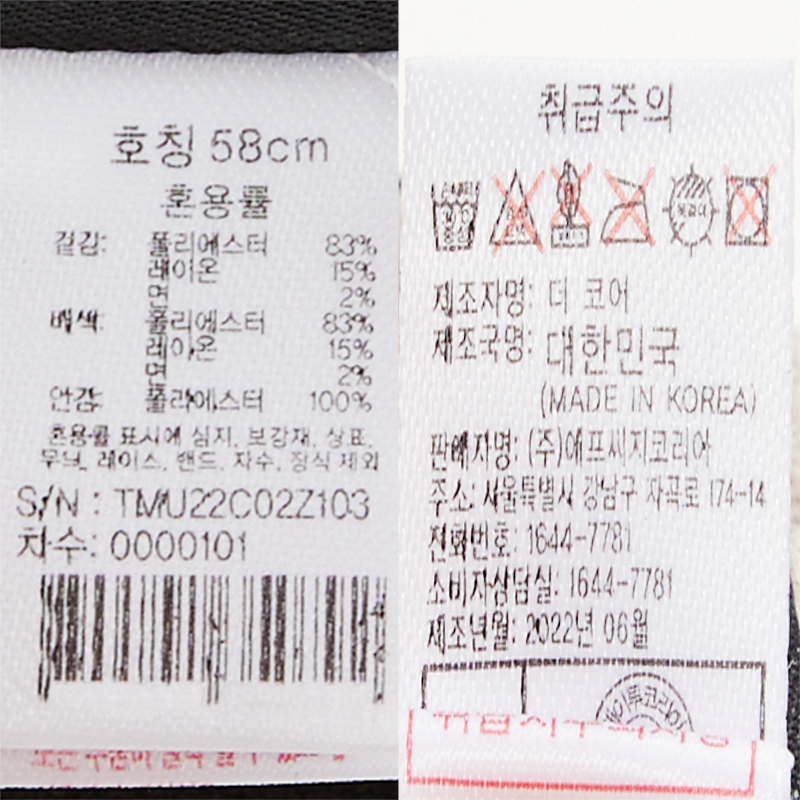 호칭 58cm
혼용률
겉감: 폴리에스터 83%
레이온 15%
면 2%
배색: 폴리에스터 83%
레이온 15%
면 2%
안감: 폴리에스터 100%
혼용률 표시에 심지, 보강재, 상표,
무늬, 레이스, 밴드, 자수, 장식 제외
S/N : TMU22C02Z103
차수: 0000101
취급주의
중성
옷걸이
제조자명: 더 코어
제조국명: 대한민국
(MADE IN KOREA)
판매자명: (주)에프씨지코리아
주소: 서울특별시 강남구 자곡로 174-14
전화번호: 1644-7781
소비자상담실: 1644-7781
제조년월: 2022년 06월